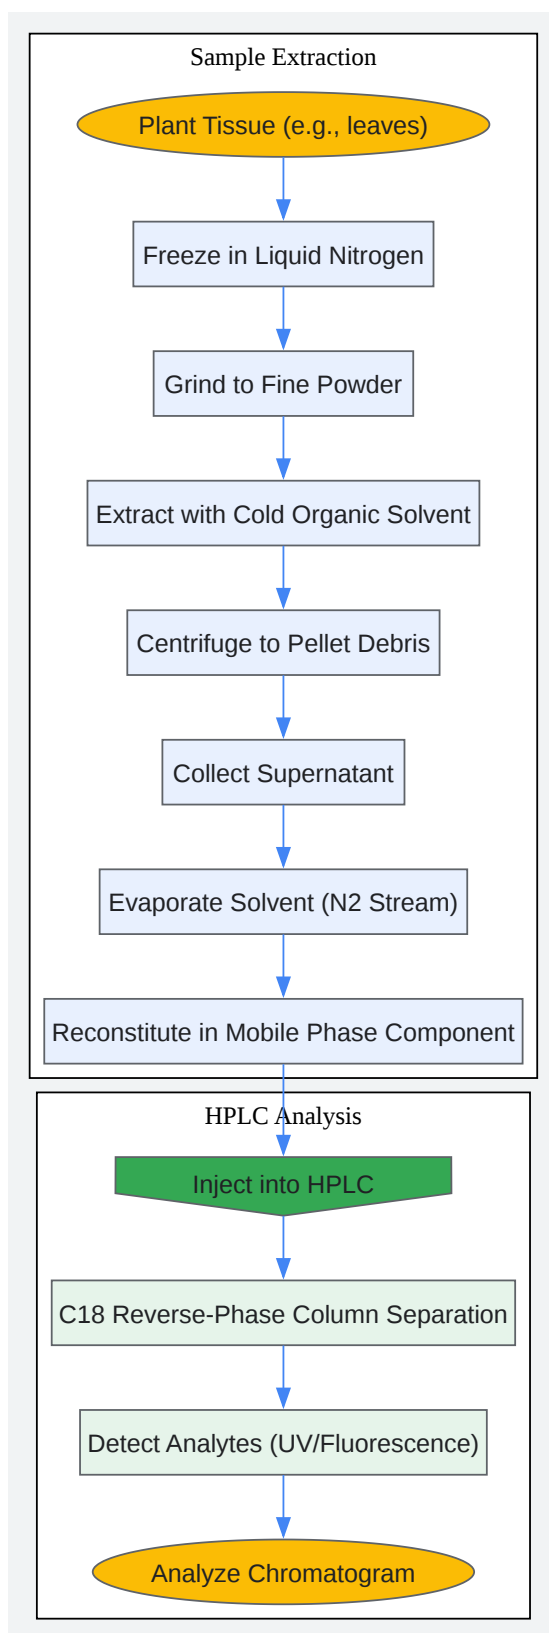 Sample Extraction
Plant Tissue (e.g., leaves)
Freeze in Liquid Nitrogen
Grind to Fine Powder
Extract with Cold Organic Solvent
Centrifuge to Pellet Debris
Collect Supernatant
Evaporate Solvent (N2 Stream)
Reconstitute in Mobile Phase Component
HPLC Analysis
Inject into HPLC
C18 Reverse-Phase Column Separation
Detect Analytes (UV/Fluorescence)
Analyze Chromatogram